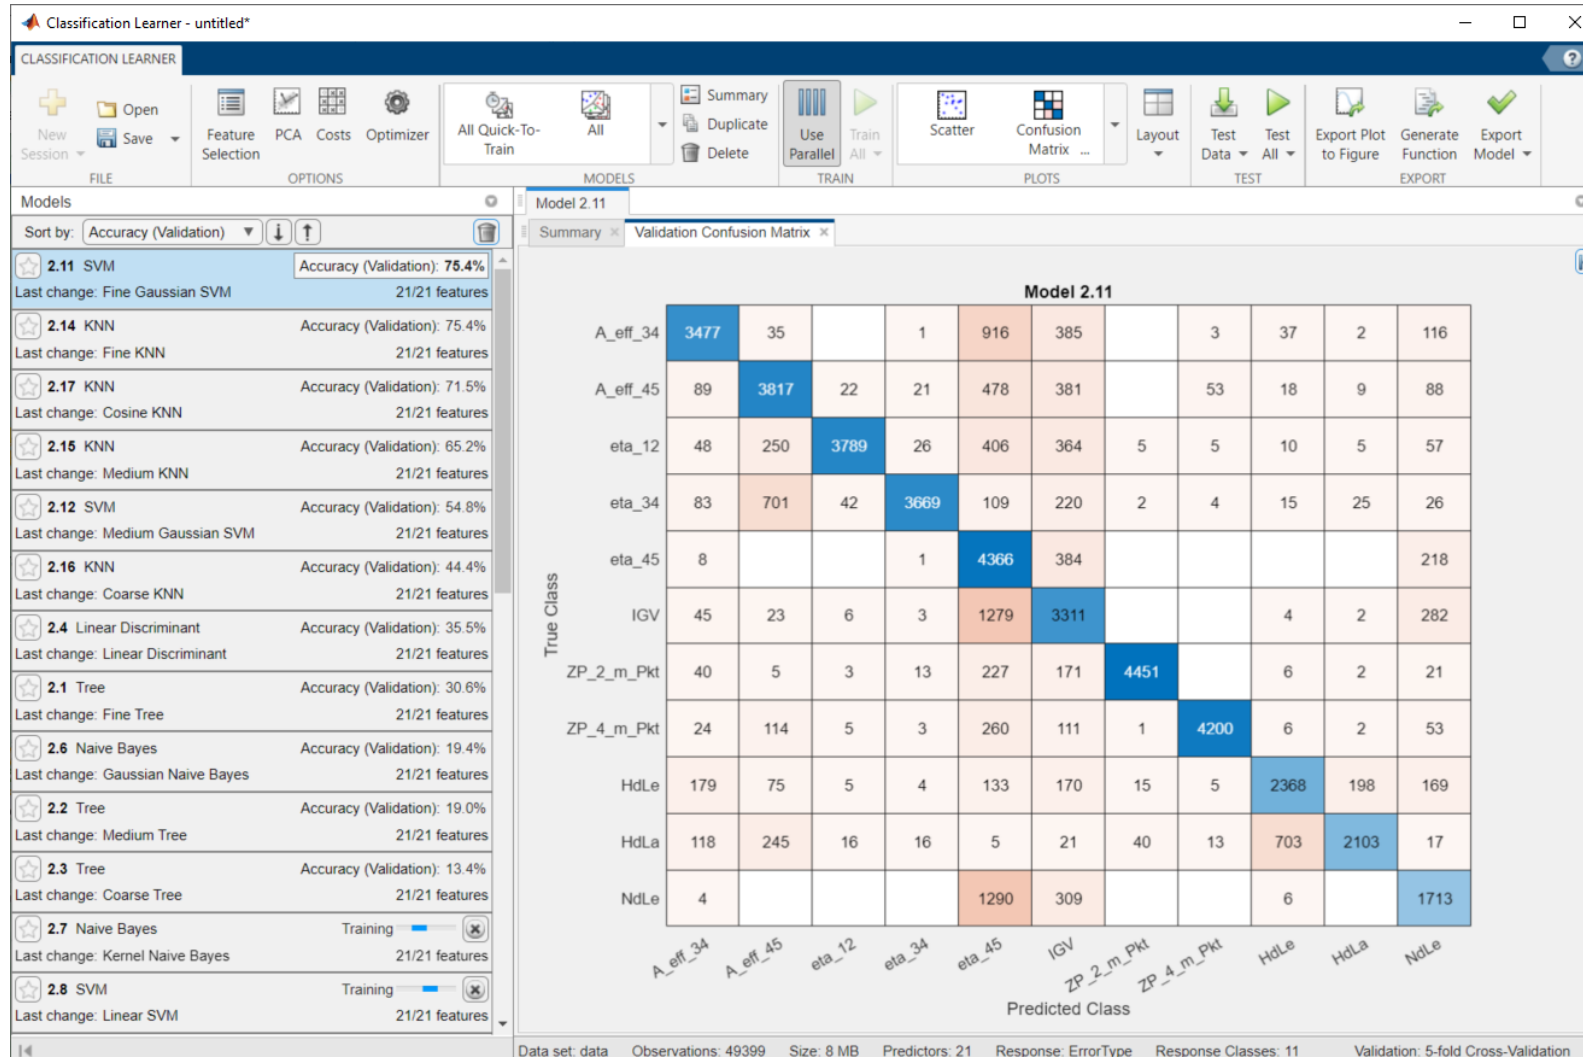 Classification Learner - untitled*
CLASSIFICATION LEARNER
New Session
Open
Save
FILE
Feature Selection
PCA
Costs
Optimizer
OPTIONS
All Quick-To-Train
All
Summary
Duplicate
Delete
MODELS
Use Parallel
Train All
TRAIN
Scatter
Confusion Matrix ...
PLOTS
Layout
Test Data
Test All
TEST
Export Plot to Figure
Generate Function
Export Model
EXPORT
Models
Sort by: Accuracy (Validation)
2.11 SVM Accuracy (Validation): 75.4%
Last change: Fine Gaussian SVM 21/21 features
2.14 KNN Accuracy (Validation): 75.4%
Last change: Fine KNN 21/21 features
2.17 KNN Accuracy (Validation): 71.5%
Last change: Cosine KNN 21/21 features
2.15 KNN Accuracy (Validation): 65.2%
Last change: Medium KNN 21/21 features
2.12 SVM Accuracy (Validation): 54.8%
Last change: Medium Gaussian SVM 21/21 features
2.16 KNN Accuracy (Validation): 44.4%
Last change: Coarse KNN 21/21 features
2.4 Linear Discriminant Accuracy (Validation): 35.5%
Last change: Linear Discriminant 21/21 features
2.1 Tree Accuracy (Validation): 30.6%
Last change: Fine Tree 21/21 features
2.6 Naive Bayes Accuracy (Validation): 19.4%
Last change: Gaussian Naive Bayes 21/21 features
2.2 Tree Accuracy (Validation): 19.0%
Last change: Medium Tree 21/21 features
2.3 Tree Accuracy (Validation): 13.4%
Last change: Coarse Tree 21/21 features
2.7 Naive Bayes Training
Last change: Kernel Naive Bayes 21/21 features
2.8 SVM Training
Last change: Linear SVM 21/21 features
Model 2.11
Summary
Validation Confusion Matrix
Model 2.11
True Class
A_eff_34 3477 35 1 916 385 3 37 2 116
A_eff_45 89 3817 22 21 478 381 53 18 9 88
eta_12 48 250 3789 26 406 364 5 5 10 5 57
eta_34 83 701 42 3669 109 220 2 4 15 25 26
eta_45 8 1 4366 384 218
IGV 45 23 6 3 1279 3311 4 2 282
ZP_2_m_Pkt 40 5 3 13 227 171 4451 6 2 21
ZP_4_m_Pkt 24 114 5 3 260 111 1 4200 6 2 53
HdLe 179 75 5 4 133 170 15 5 2368 198 169
HdLa 118 245 16 16 5 21 40 13 703 2103 17
NdLe 4 1290 309 6 1713
A_eff_34 A_eff_45 eta_12 eta_34 eta_45 IGV ZP_2_m_Pkt ZP_4_m_Pkt HdLe HdLa NdLe
Predicted Class
Data set: data Observations: 49399 Size: 8 MB Predictors: 21 Response: ErrorType Response Classes: 11 Validation: 5-fold Cross-Validation